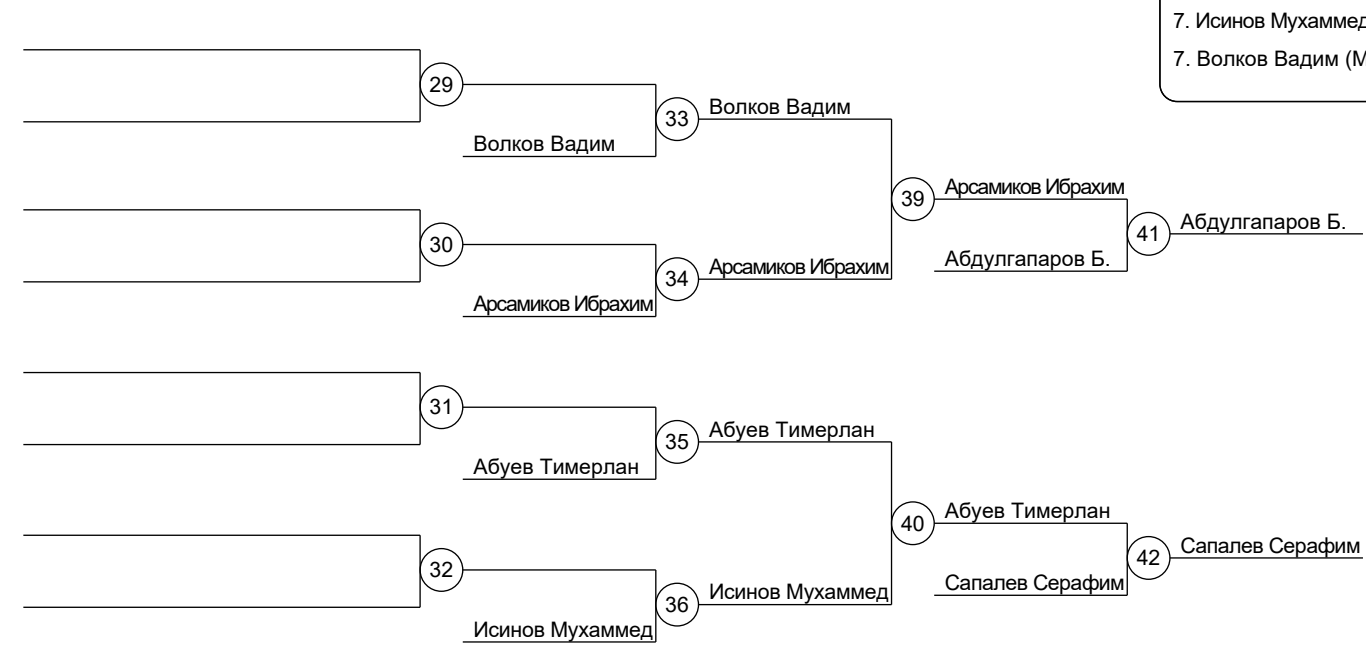 7. Исинов Мухаммед
7. Волков Вадим (М
29
Волков Вадим
33
Волков Вадим
39
Арсамиков Ибрахим
Абдулгапаров Б.
41
Абдулгапаров Б.
30
Арсамиков Ибрахим
34
Арсамиков Ибрахим
31
Абуев Тимерлан
35
Абуев Тимерлан
40
Абуев Тимерлан
Сапалев Серафим
42
Сапалев Серафим
32
Исинов Мухаммед
36
Исинов Мухаммед